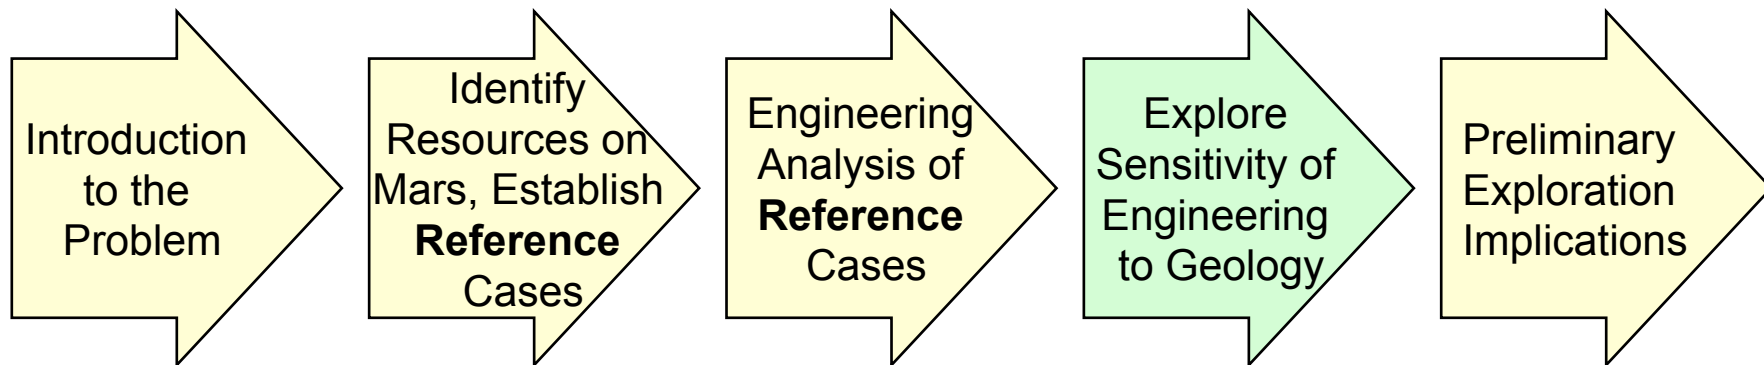 Introduction
to the
Problem
Identify
Resources on
Mars, Establish
Reference
Cases
Engineering
Analysis of
Reference
Cases
Explore
Sensitivity of
Engineering
to Geology
Preliminary
Exploration
Implications